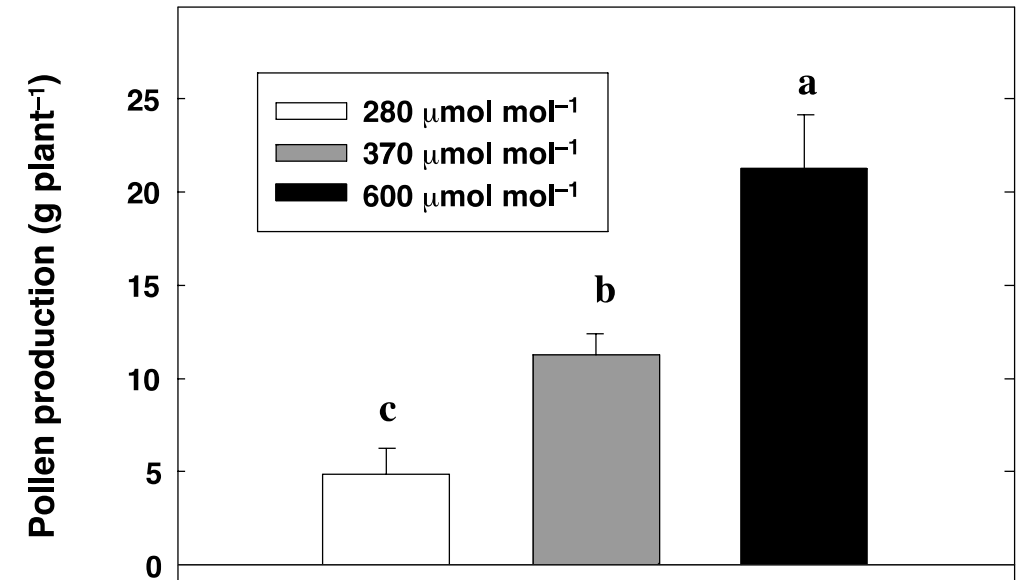 Pollen production (g plant⁻¹)
25
20
15
10
5
0
280 μmol mol⁻¹
370 μmol mol⁻¹
600 μmol mol⁻¹
c
b
a